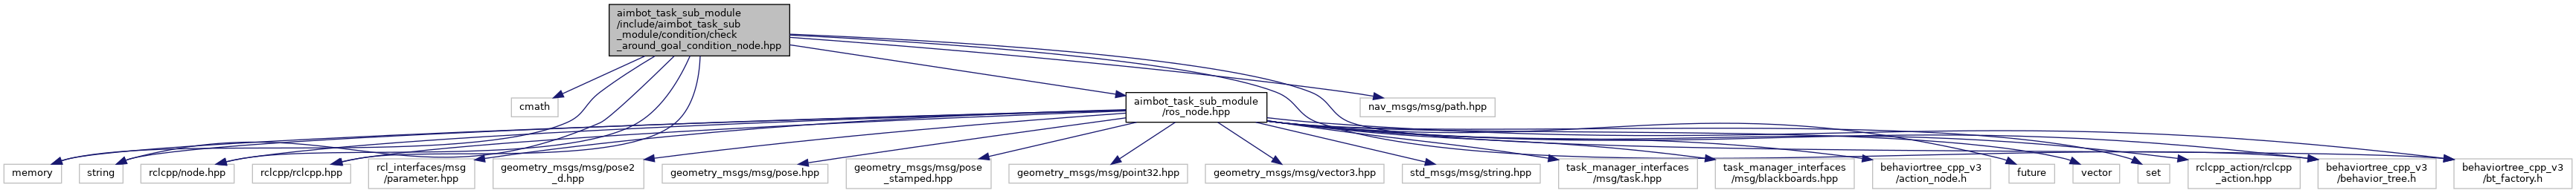 aimbot_task_sub_module
/include/aimbot_task_sub
_module/condition/check
_around_goal_condition_node.hpp
cmath
aimbot_task_sub_module
/ros_node.hpp
nav_msgs/msg/path.hpp
memory
string
rclcpp/node.hpp
rclcpp/rclcpp.hpp
rcl_interfaces/msg
/parameter.hpp
geometry_msgs/msg/pose2
_d.hpp
geometry_msgs/msg/pose.hpp
geometry_msgs/msg/pose
_stamped.hpp
geometry_msgs/msg/point32.hpp
geometry_msgs/msg/vector3.hpp
std_msgs/msg/string.hpp
task_manager_interfaces
/msg/task.hpp
task_manager_interfaces
/msg/blackboards.hpp
behaviortree_cpp_v3
/action_node.h
future
vector
set
rclcpp_action/rclcpp
_action.hpp
behaviortree_cpp_v3
/behavior_tree.h
behaviortree_cpp_v3
/bt_factory.h